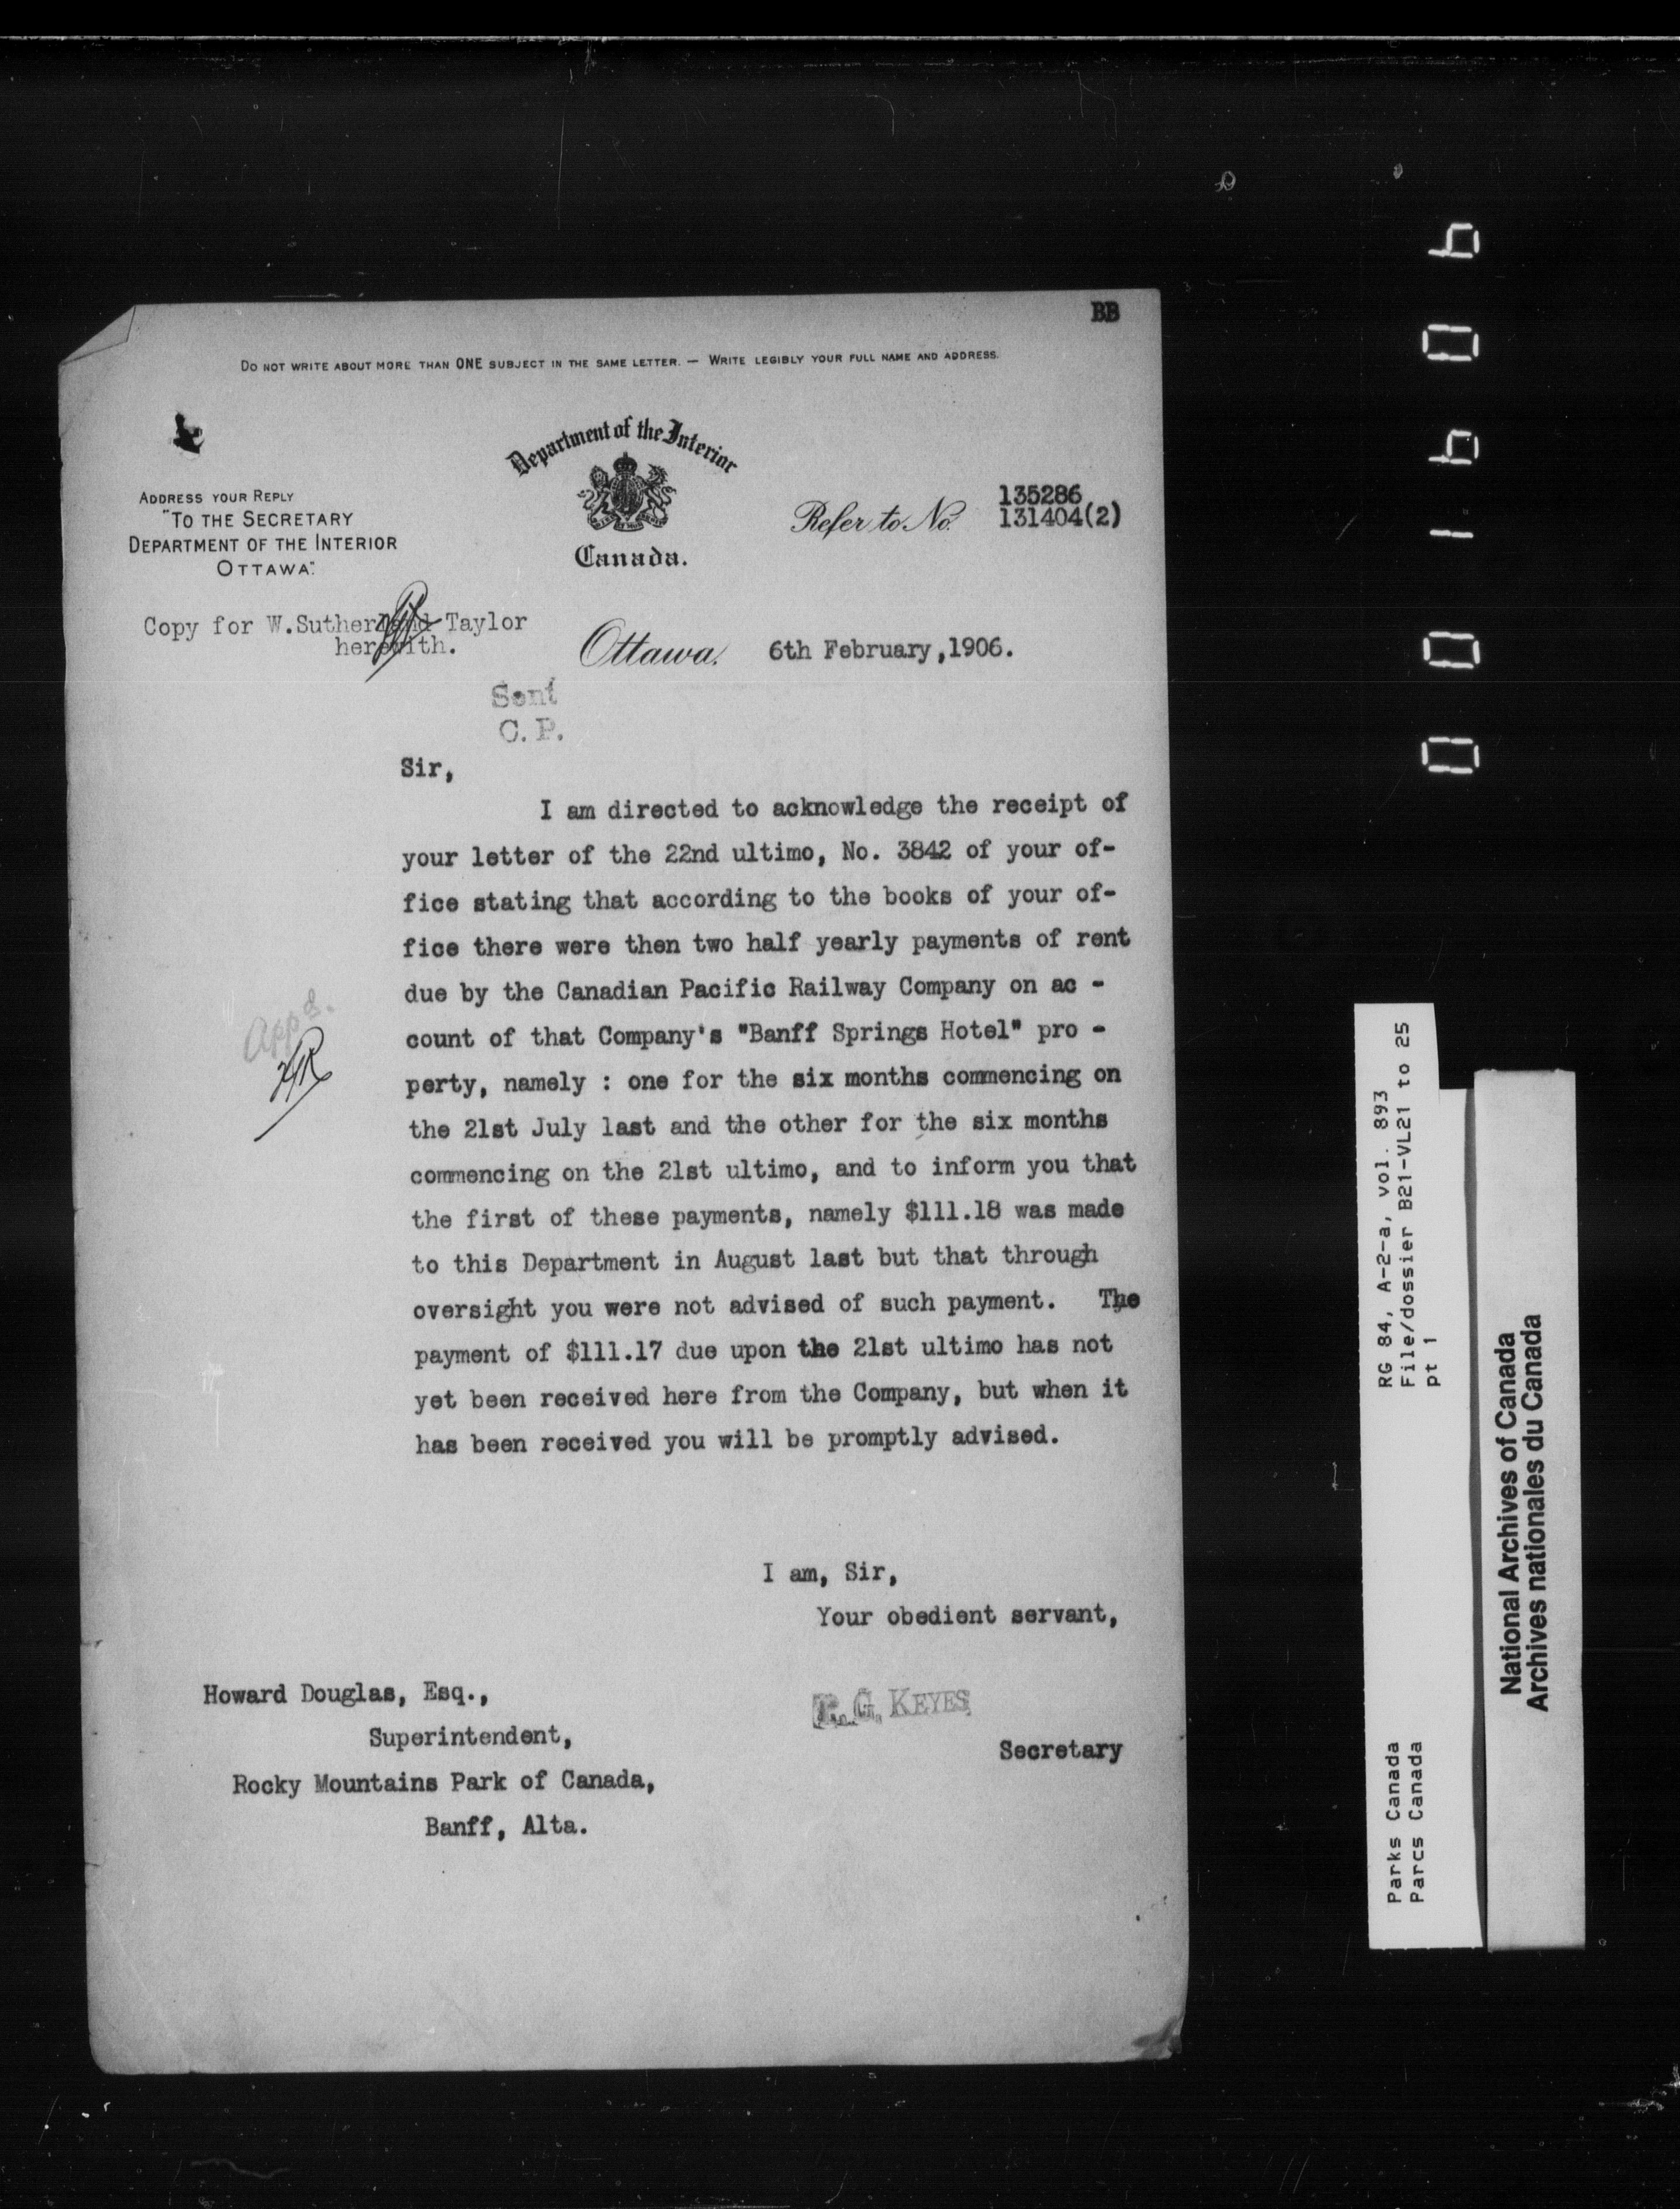 BB
DO NOT WRITE ABOUT MORE THAN ONE SUBJECT IN THE SAME LETTER. — WRITE LEGIBLY YOUR FULL NAME AND ADDRESS.
Department of the Interior
Canada.
ADDRESS YOUR REPLY
"TO THE SECRETARY
DEPARTMENT OF THE INTERIOR
OTTAWA".
Refer to No.
135286
131404(2)
Copy for W.Sutherland Taylor
herewith.
Ottawa, 6th February,1906.
Sent
C. P.
Sir,
I am directed to acknowledge the receipt of
your letter of the 22nd ultimo, No. 3842 of your of-
fice stating that according to the books of your of-
fice there were then two half yearly payments of rent
due by the Canadian Pacific Railway Company on ac -
count of that Company's "Banff Springs Hotel" pro -
perty, namely : one for the six months commencing on
the 21st July last and the other for the six months
commencing on the 21st ultimo, and to inform you that
the first of these payments, namely $111.18 was made
to this Department in August last but that through
oversight you were not advised of such payment. The
payment of $111.17 due upon the 21st ultimo has not
yet been received here from the Company, but when it
has been received you will be promptly advised.
Appd.
I am, Sir,
Your obedient servant,
P. G. KEYES
Secretary
Howard Douglas, Esq.,
Superintendent,
Rocky Mountains Park of Canada,
Banff, Alta.
RG 84, A-2-a, vol. 893
File/dossier B21-VL21 to 25
pt 1
Parks Canada
Parcs Canada
National Archives of Canada
Archives nationales du Canada